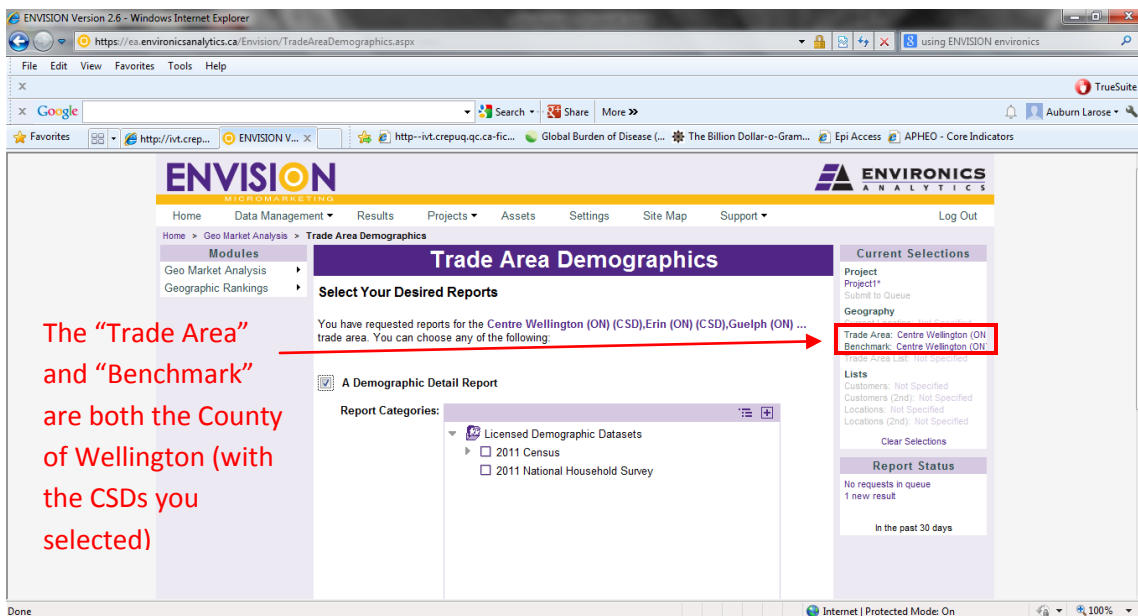 ENVISION Version 2.6 - Windows Internet Explorer
https://ea.environicsanalytics.ca/Envision/TradeAreaDemographics.aspx
using ENVISION environics
File Edit View Favorites Tools Help
x
TrueSuite
x Google
Search
Share
More »
Auburn Larose
Favorites
http://ivt.crep...
ENVISION V... X
http--ivt.crepuq.qc.ca-fic...
Global Burden of Disease (...
The Billion Dollar-o-Gram...
Epi Access
APHEO - Core Indicators
ENVISION
MICROMARKETING
ENVIRONICS
ANALYTICS
Home Data Management Results Projects Assets Settings Site Map Support Log Out
Home > Geo Market Analysis > Trade Area Demographics
Modules
Geo Market Analysis
Geographic Rankings
Trade Area Demographics
Select Your Desired Reports
You have requested reports for the Centre Wellington (ON) (CSD),Erin (ON) (CSD),Guelph (ON) ...
trade area. You can choose any of the following:
A Demographic Detail Report
Report Categories:
Licensed Demographic Datasets
2011 Census
2011 National Household Survey
The “Trade Area”
and “Benchmark”
are both the County
of Wellington (with
the CSDs you
selected)
Current Selections
Project
Project1*
Submit to Queue
Geography
Trade Area: Centre Wellington (ON
Benchmark: Centre Wellington (ON
Trade Area List: Not Specified
Lists
Customers: Not Specified
Customers (2nd): Not Specified
Locations: Not Specified
Locations (2nd): Not Specified
Clear Selections
Report Status
No requests in queue
1 new result
In the past 30 days
Done
Internet | Protected Mode: On
100%